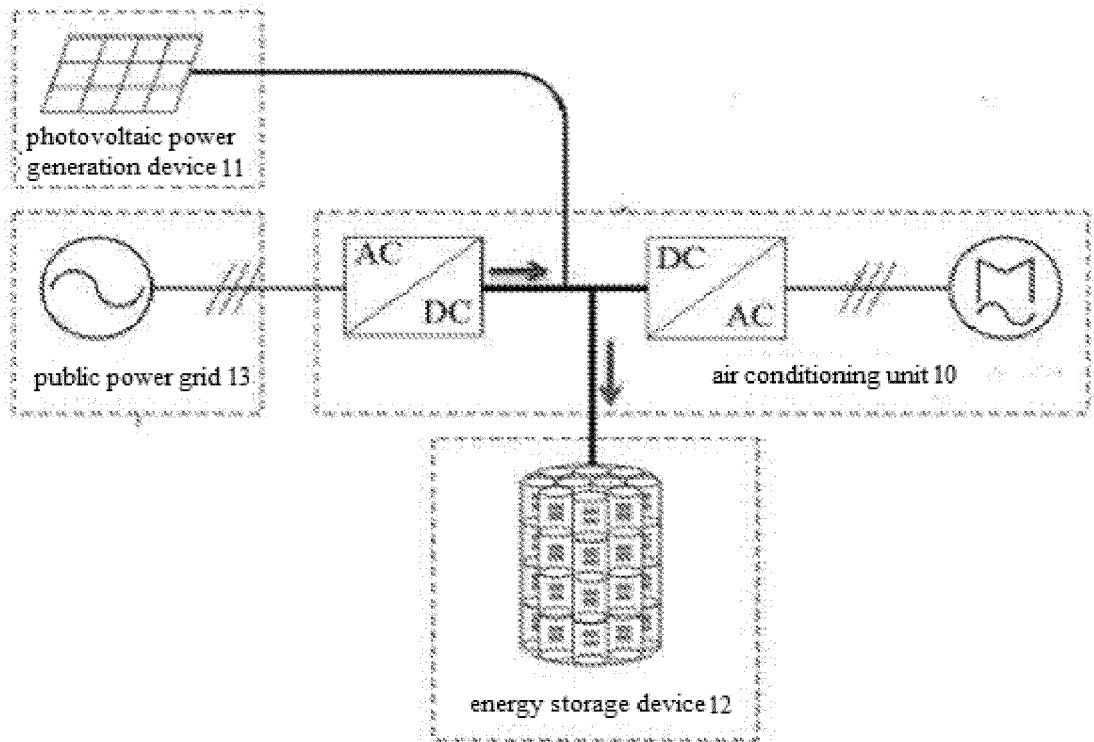 photovoltaic power
generation device 11
AC
DC
DC
AC
public power grid 13
air conditioning unit 10
energy storage device 12